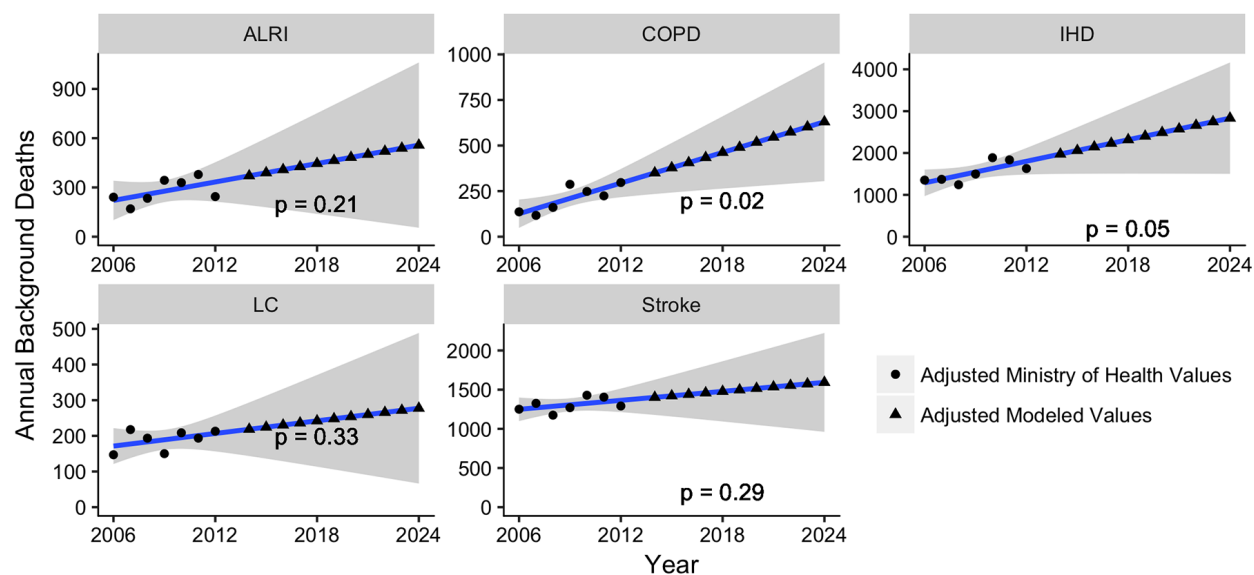 ALRI
COPD
IHD
Annual Background Deaths
900
600
300
0
p = 0.21
2006 2012 2018 2024
1000
750
500
250
0
p = 0.02
2006 2012 2018 2024
4000
3000
2000
1000
0
p = 0.05
2006 2012 2018 2024
LC
Stroke
500
400
300
200
100
0
p = 0.33
2006 2012 2018 2024
2000
1500
1000
500
0
p = 0.29
2006 2012 2018 2024
Adjusted Ministry of Health Values
Adjusted Modeled Values
Year